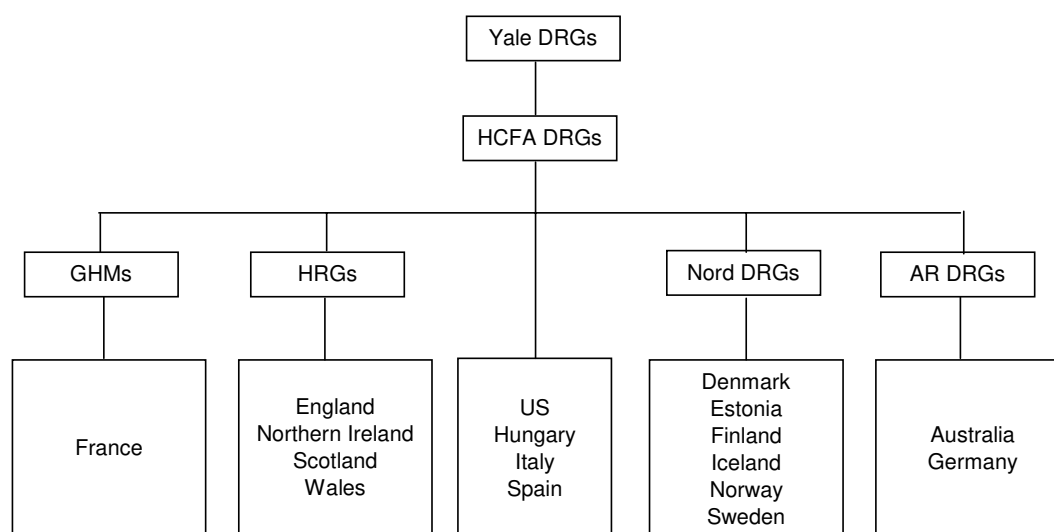 Yale DRGs
HCFA DRGs
GHMs
HRGs
Nord DRGs
AR DRGs
France
England
Northern Ireland
Scotland
Wales
US
Hungary
Italy
Spain
Denmark
Estonia
Finland
Iceland
Norway
Sweden
Australia
Germany